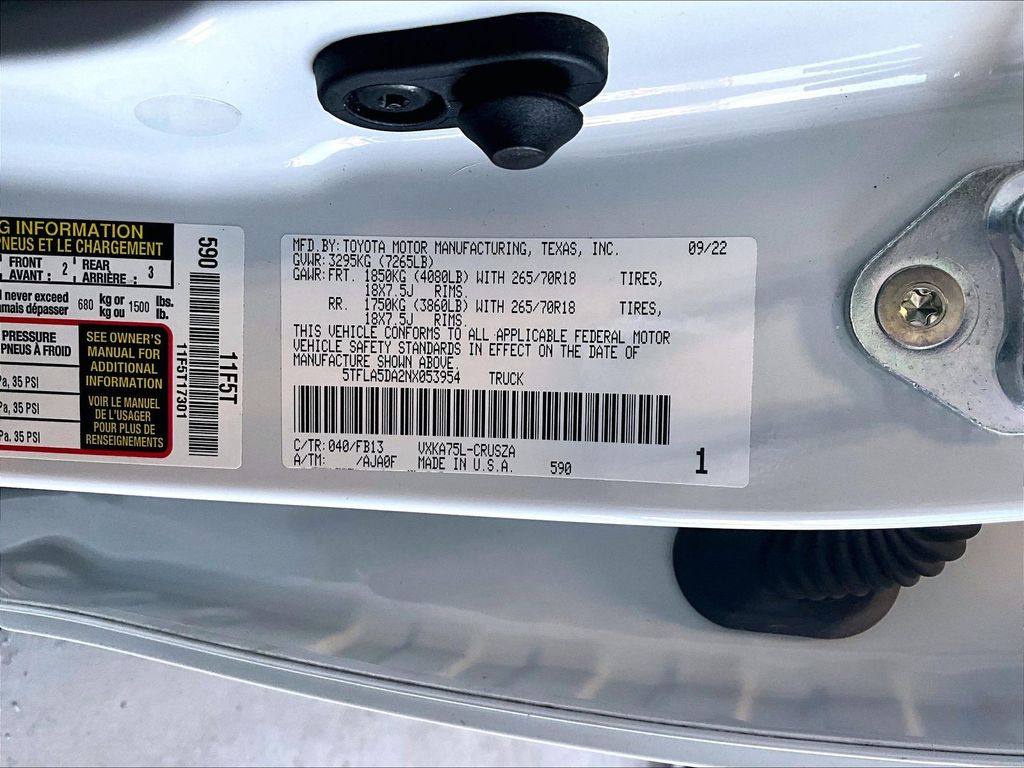 G INFORMATION
PNEUS ET LE CHARGEMENT
FRONT AVANT : 2 REAR ARRIÈRE : 3
never exceed
amais dépasser 680 kg or kg ou 1500 lbs. lb.
PRESSURE
PNEUS À FROID
Pa, 35 PSI
Pa, 35 PSI
Pa, 35 PSI
SEE OWNER'S
MANUAL FOR
ADDITIONAL
INFORMATION
VOIR LE MANUEL
DE L'USAGER
POUR PLUS DE
RENSEIGNEMENTS
590
11F5T17301
11F5T
MFD.BY:TOYOTA MOTOR MANUFACTURING, TEXAS, INC. 09/22
GVWR:3295KG (7265LB)
GAWR:FRT. 1850KG (4080LB) WITH 265/70R18 TIRES,
18X7.5J RIMS.
RR. 1750KG (3860LB) WITH 265/70R18 TIRES,
18X7.5J RIMS.
THIS VEHICLE CONFORMS TO ALL APPLICABLE FEDERAL MOTOR
VEHICLE SAFETY STANDARDS IN EFFECT ON THE DATE OF
MANUFACTURE SHOWN ABOVE.
5TFLA5DA2NX053954 TRUCK
C/TR:040/FB13 VXKA75L-CRUSZA
A/TM: /AJA0F MADE IN U.S.A. 590
1